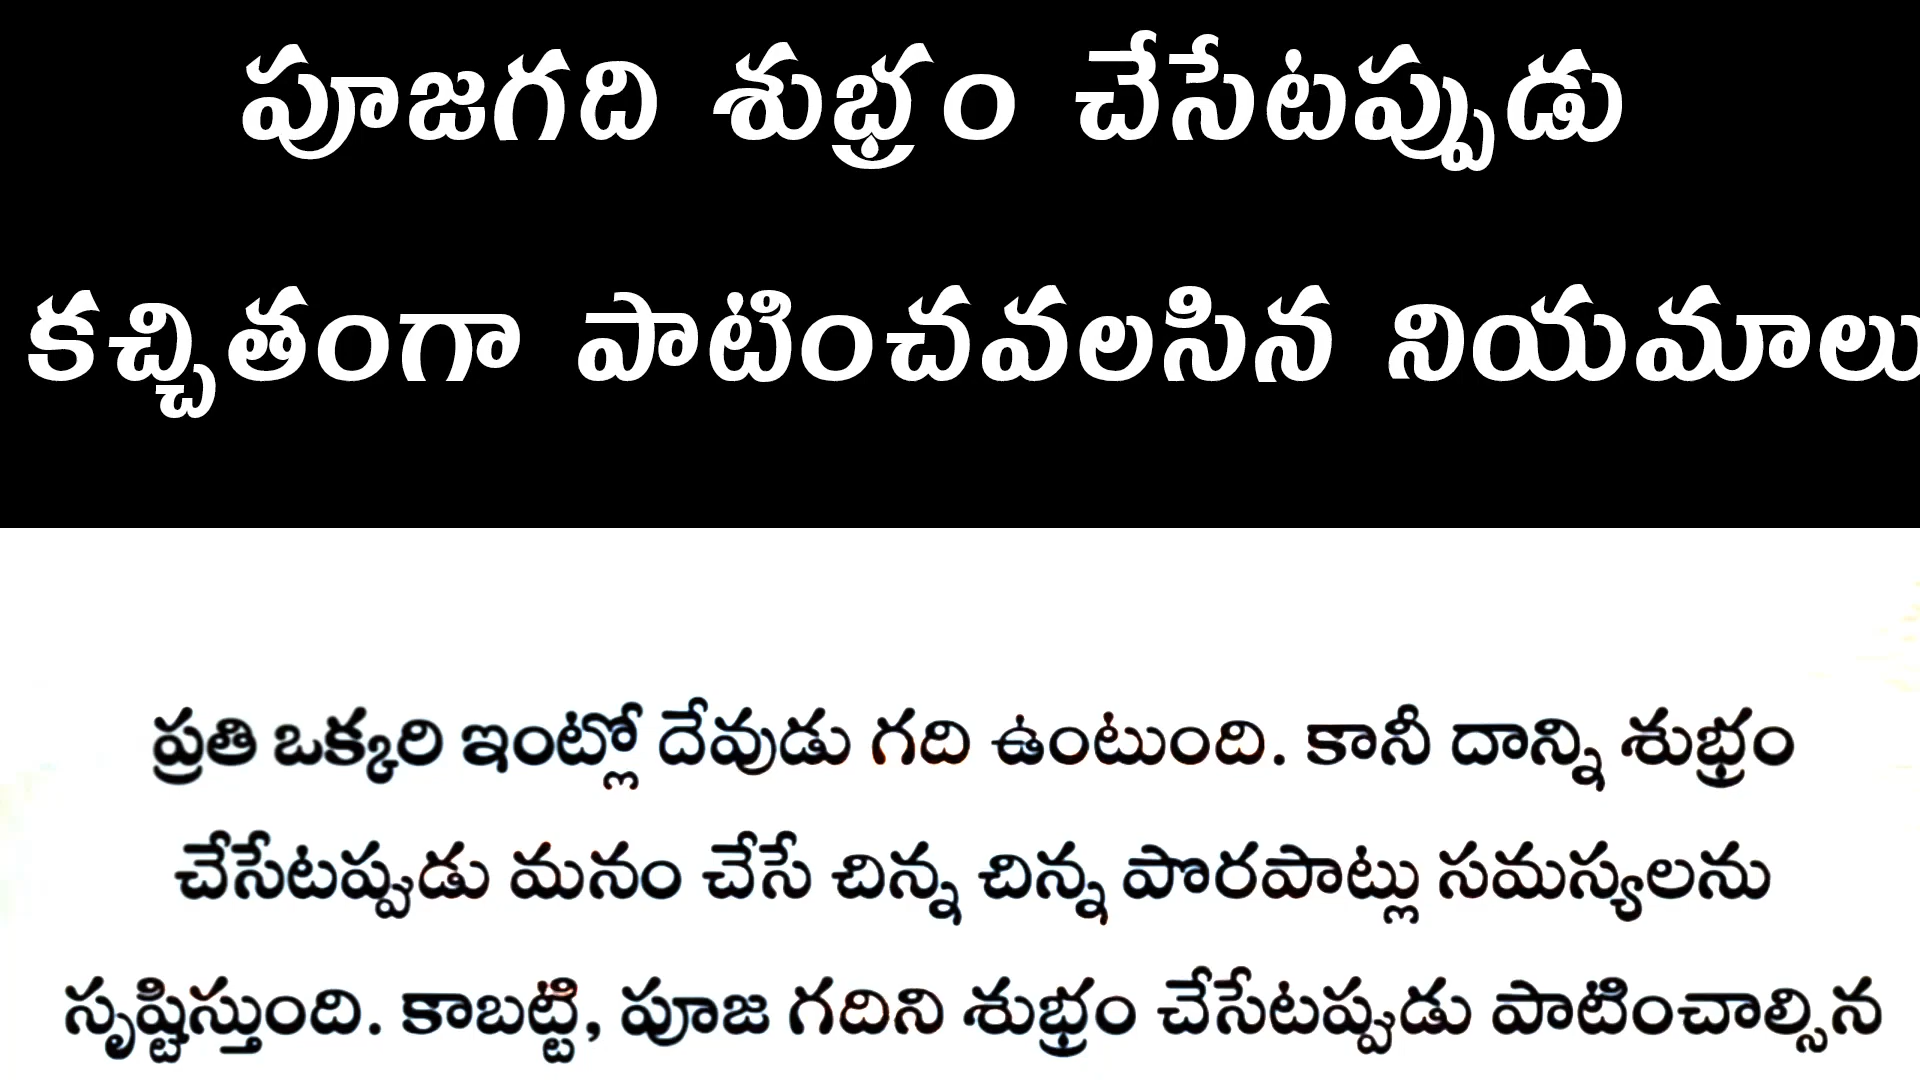 పూజగది శుభ్రం చేసేటప్పుడు
కచ్చితంగా పాటించవలసిన నియమాలు
ప్రతి ఒక్కరి ఇంట్లో దేవుడు గది ఉంటుంది. కానీ దాన్ని శుభ్రం
చేసేటప్పుడు మనం చేసే చిన్న చిన్న పొరపాట్లు సమస్యలను
సృష్టిస్తుంది. కాబట్టి, పూజ గదిని శుభ్రం చేసేటప్పుడు పాటించాల్సిన